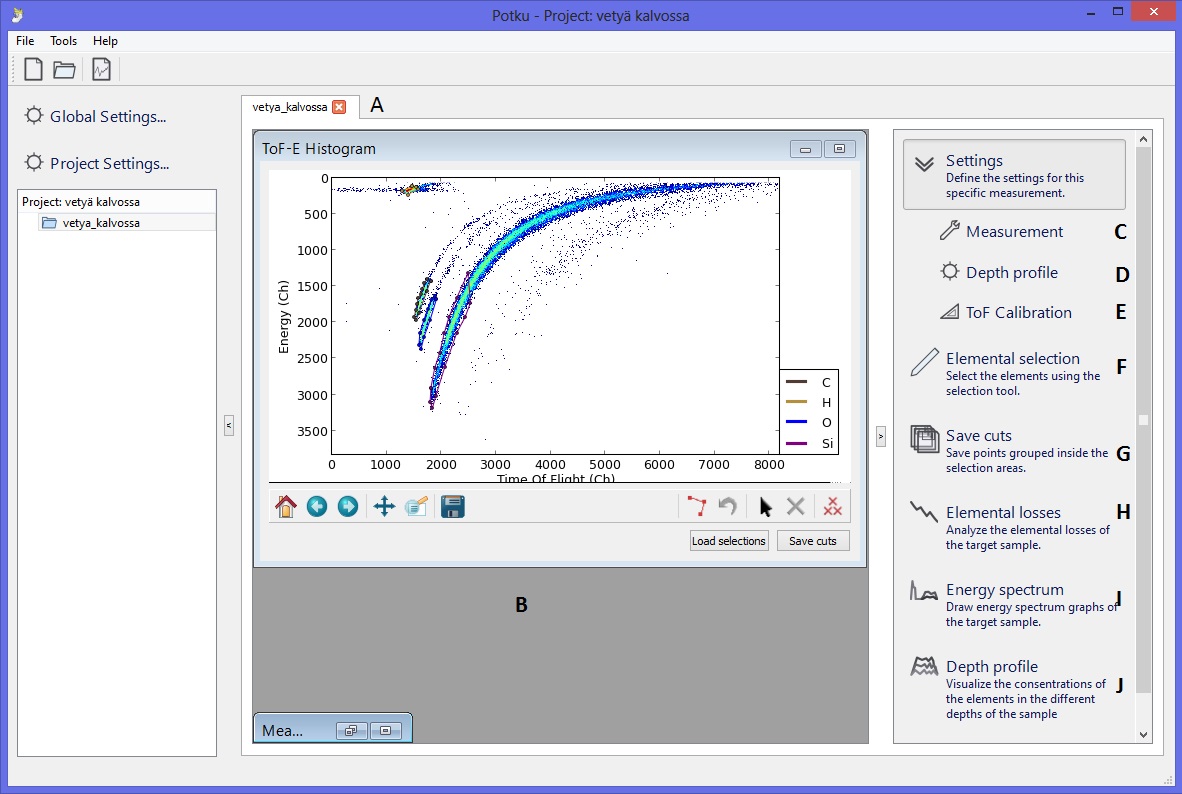 Potku - Project: vetyä kalvossa
File Tools Help
Global Settings...
Project Settings...
Project: vetyä kalvossa
vetya_kalvossa
vetya_kalvossa A
ToF-E Histogram
0
500
1000
1500
2000
2500
3000
3500
Energy (Ch)
0 1000 2000 3000 4000 5000 6000 7000 8000
Time Of Flight (Ch)
C
H
O
Si
Load selections Save cuts
B
Mea...
Settings
Define the settings for this
specific measurement.
Measurement C
Depth profile D
ToF Calibration E
Elemental selection F
Select the elements using the
selection tool.
Save cuts G
Save points grouped inside the
selection areas.
Elemental losses H
Analyze the elemental losses of
the target sample.
Energy spectrum I
Draw energy spectrum graphs of
the target sample.
Depth profile J
Visualize the consentrations of
the elements in the different
depths of the sample